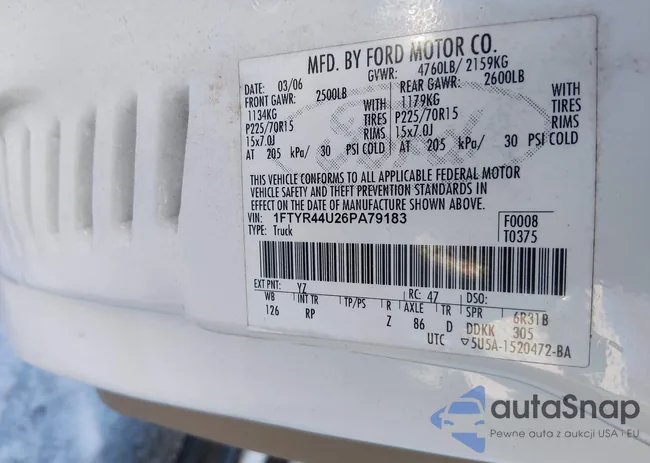 MFD. BY FORD MOTOR CO.
DATE: 03/06 GVWR: 4760LB/ 2159KG
FRONT GAWR: 2500LB REAR GAWR: 2600LB
1134KG WITH 1179KG WITH
P225/70R15 TIRES P225/70R15 TIRES
15x7.0J RIMS 15x7.0J RIMS
AT 205 kPa/ 30 PSI COLD AT 205 kPa/ 30 PSI COLD
THIS VEHICLE CONFORMS TO ALL APPLICABLE FEDERAL MOTOR
VEHICLE SAFETY AND THEFT PREVENTION STANDARDS IN
EFFECT ON THE DATE OF MANUFACTURE SHOWN ABOVE.
VIN: 1FTYR44U26PA79183
TYPE: Truck
F0008
T0375
EXT PNT: YZ RC: 47 DSO:
WB INT TR TP/PS R AXLE TR SPR 6R31B
126 RP Z 86 D DDKK 305
UTC 5U5A-1520472-BA
Ford
autaSnap
Pewne auta z aukcji USA i EU